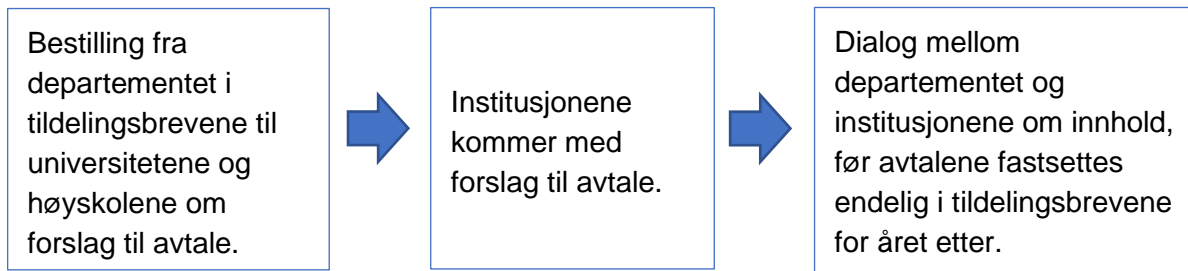 Bestilling fra
departementet i
tildelingsbrevene til
universitetene og
høyskolene om
forslag til avtale.
Institusjonene
kommer med
forslag til avtale.
Dialog mellom
departementet og
institusjonene om innhold,
før avtalene fastsettes
endelig i tildelingsbrevene
for året etter.